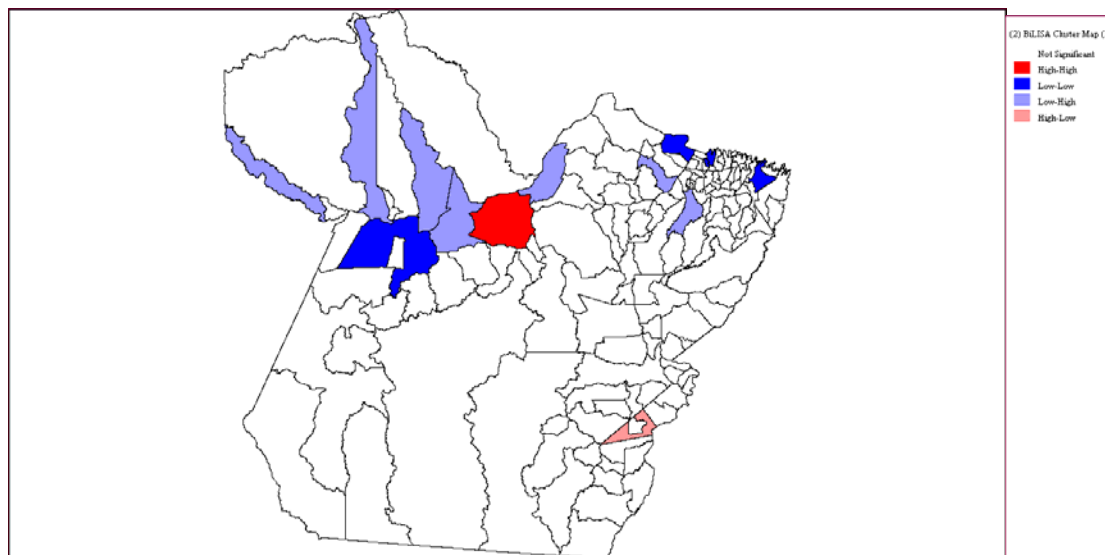 (2) BiLISA Cluster Map (
Not Significant
High-High
Low-Low
Low-High
High-Low